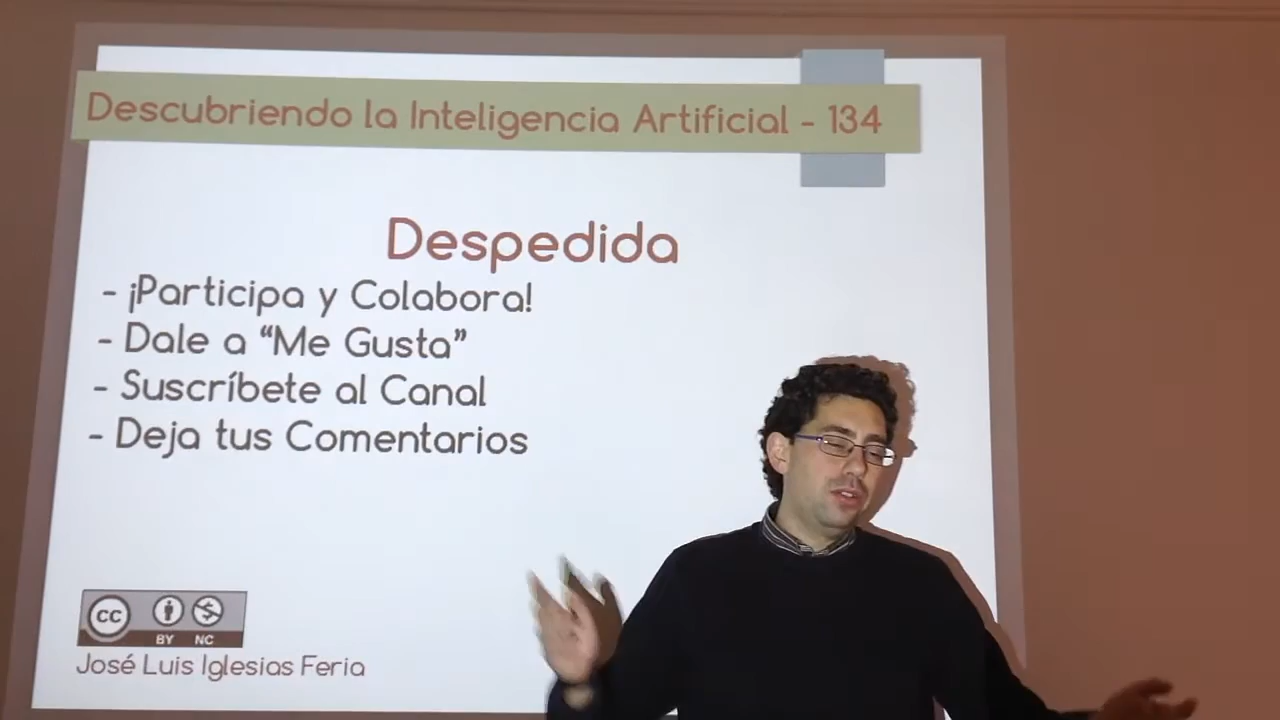 Descubriendo la Inteligencia Artificial - 134
Despedida
- ¡Participa y Colabora!
- Dale a “Me Gusta”
- Suscríbete al Canal
- Deja tus Comentarios
cc
BY NC
José Luis Iglesias Feria